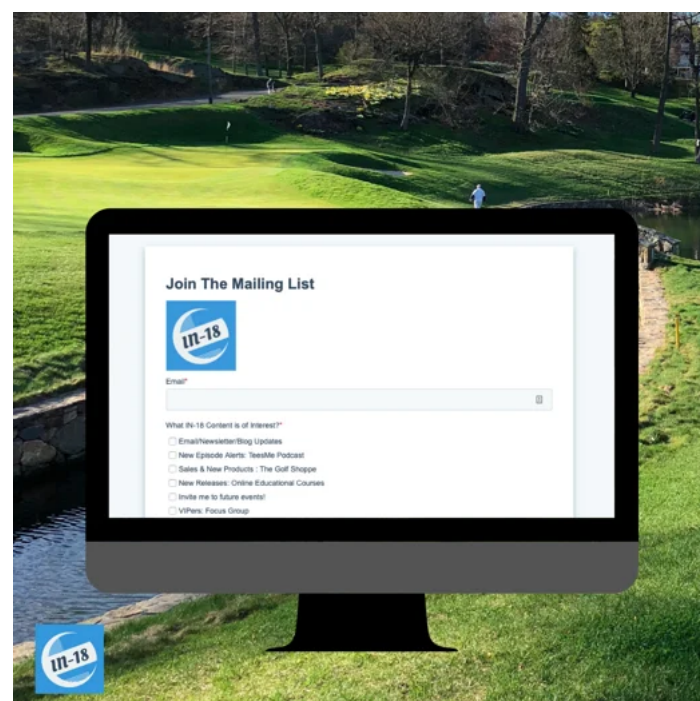 Join The Mailing List
IN-18
Email*
What IN-18 Content is of Interest?*
Email/Newsletter/Blog Updates
New Episode Alerts: TeesMe Podcast
Sales & New Products : The Golf Shoppe
New Releases: Online Educational Courses
Invite me to future events!
VIPers: Focus Group
IN-18